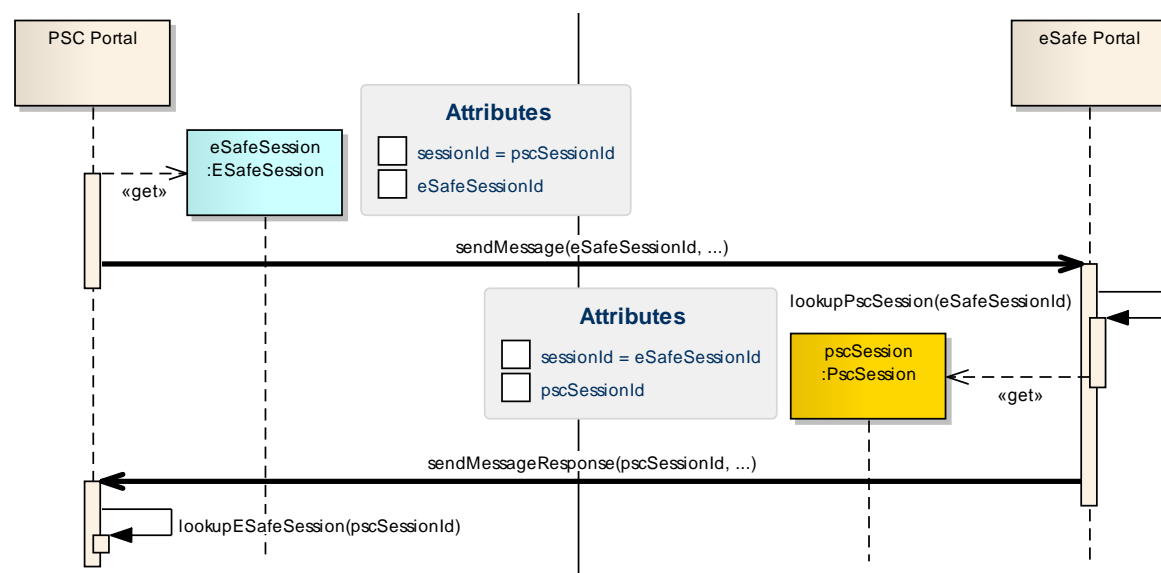 PSC Portal
eSafe Portal
Attributes
sessionId = pscSessionId
eSafeSessionId
eSafeSession
:ESafeSession
«get»
sendMessage(eSafeSessionId, ...)
lookupPscSession(eSafeSessionId)
Attributes
sessionId = eSafeSessionId
pscSessionId
pscSession
:PscSession
«get»
sendMessageResponse(pscSessionId, ...)
lookupESafeSession(pscSessionId)